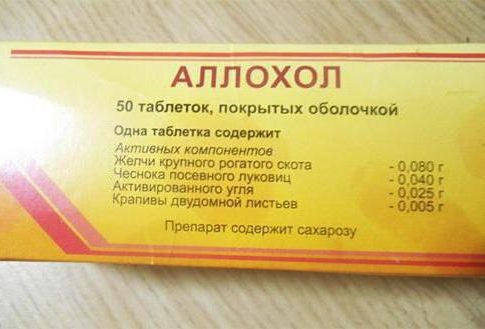 АЛЛОХОЛ
50 таблеток, покрытых оболочкой
Одна таблетка содержит
Активных компонентов
Желчи крупного рогатого скота - 0,080 г
Чеснока посевного луковиц - 0,040 г
Активированного угля - 0,025 г
Крапивы двудомной листьев - 0,005 г
Препарат содержит сахарозу